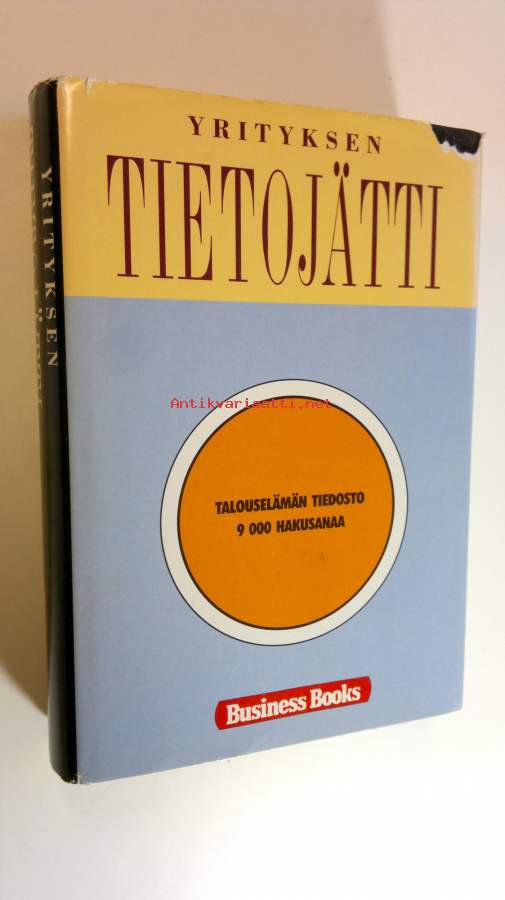 YRITYKSEN
TIETOJÄTTI
Antikvariaatti.net
TALOUSELÄMÄN TIEDOSTO
9 000 HAKUSANAA
Business Books
YRITYKSEN